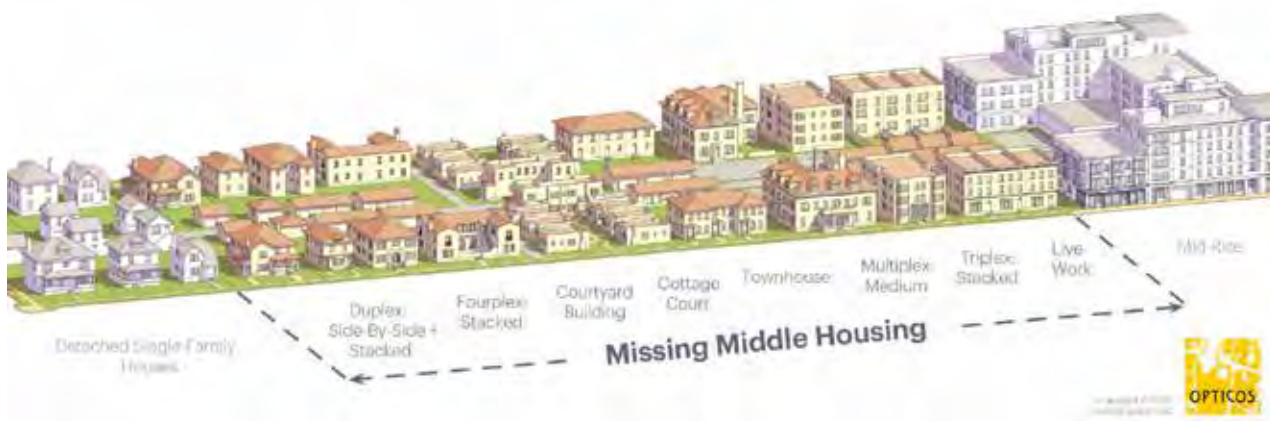 Detached Single-Family
Houses
Duplex:
Side-By-Side +
Stacked
Fourplex:
Stacked
Courtyard
Building
Cottage
Court
Townhouse
Multiplex:
Medium
Triplex:
Stacked
Live-
Work
Mid-Rise
Missing Middle Housing
OPTICOS